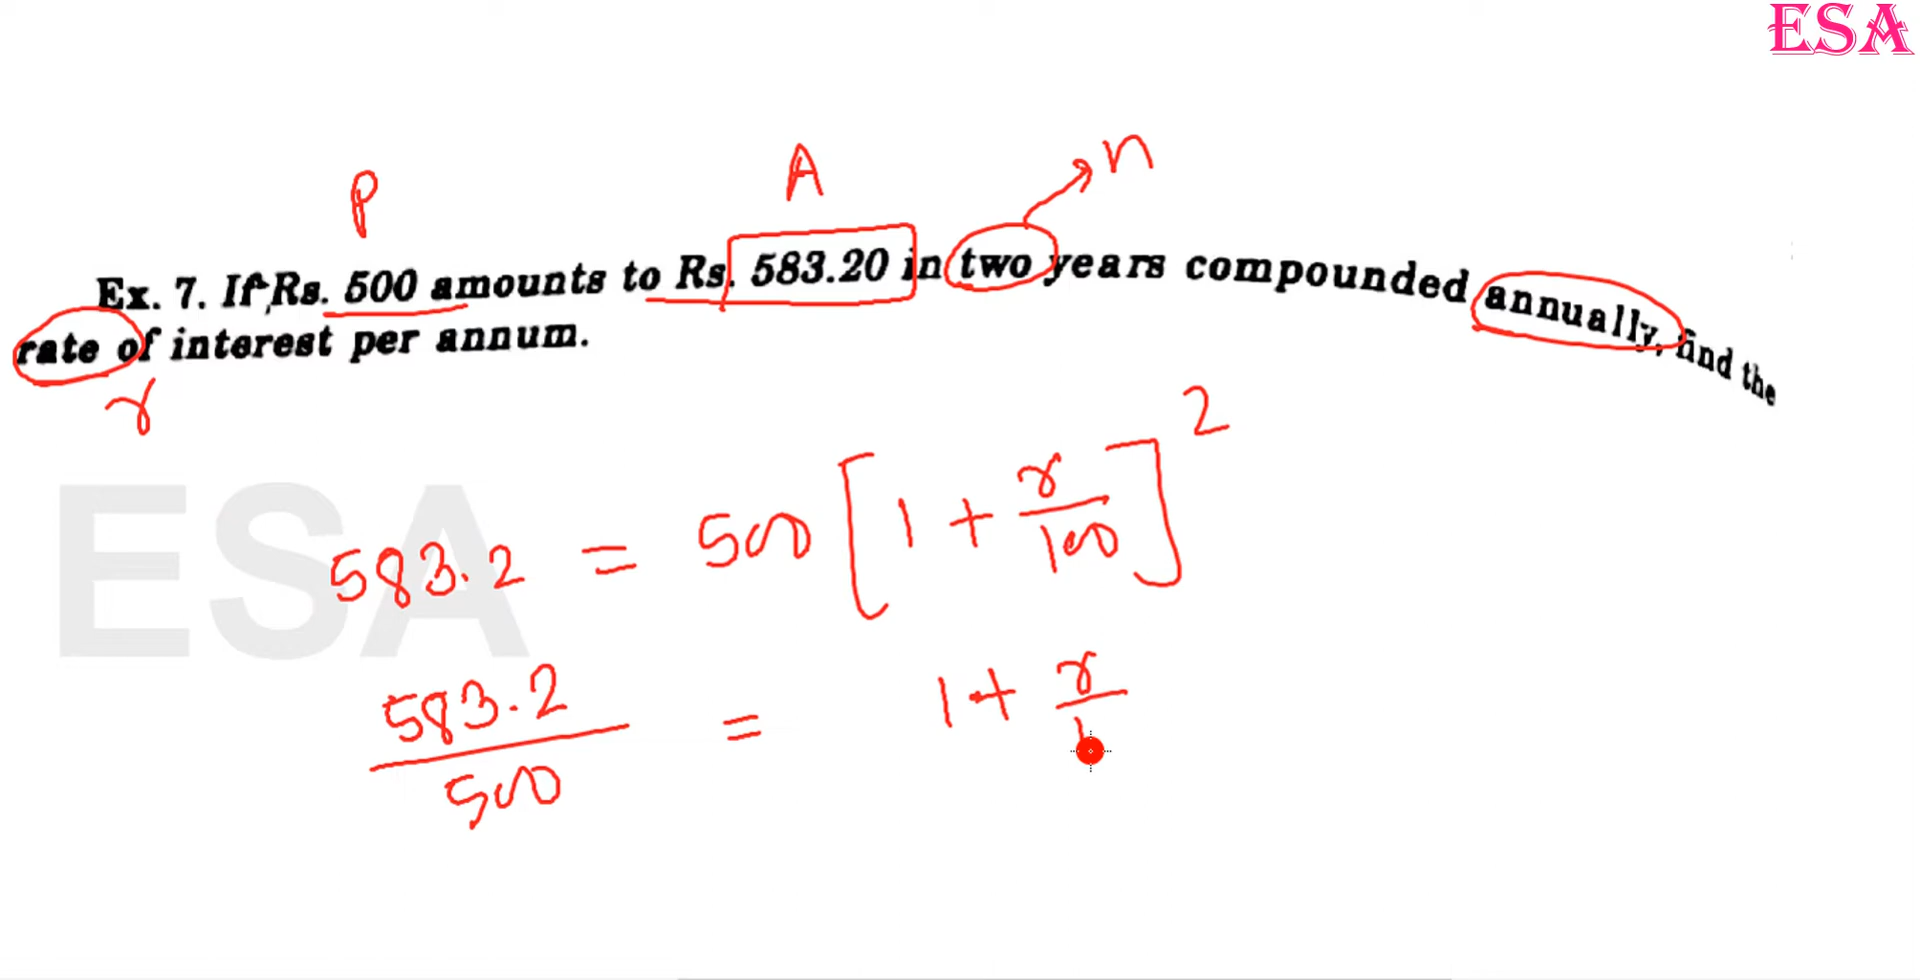 ESA
P A n
Ex. 7. If Rs. 500 amounts to Rs. 583.20 in two years compounded annually, find the
rate of interest per annum.
r
ESA
583.2 = 500 [1 + r/100]^2
583.2/500 = 1 + r/1